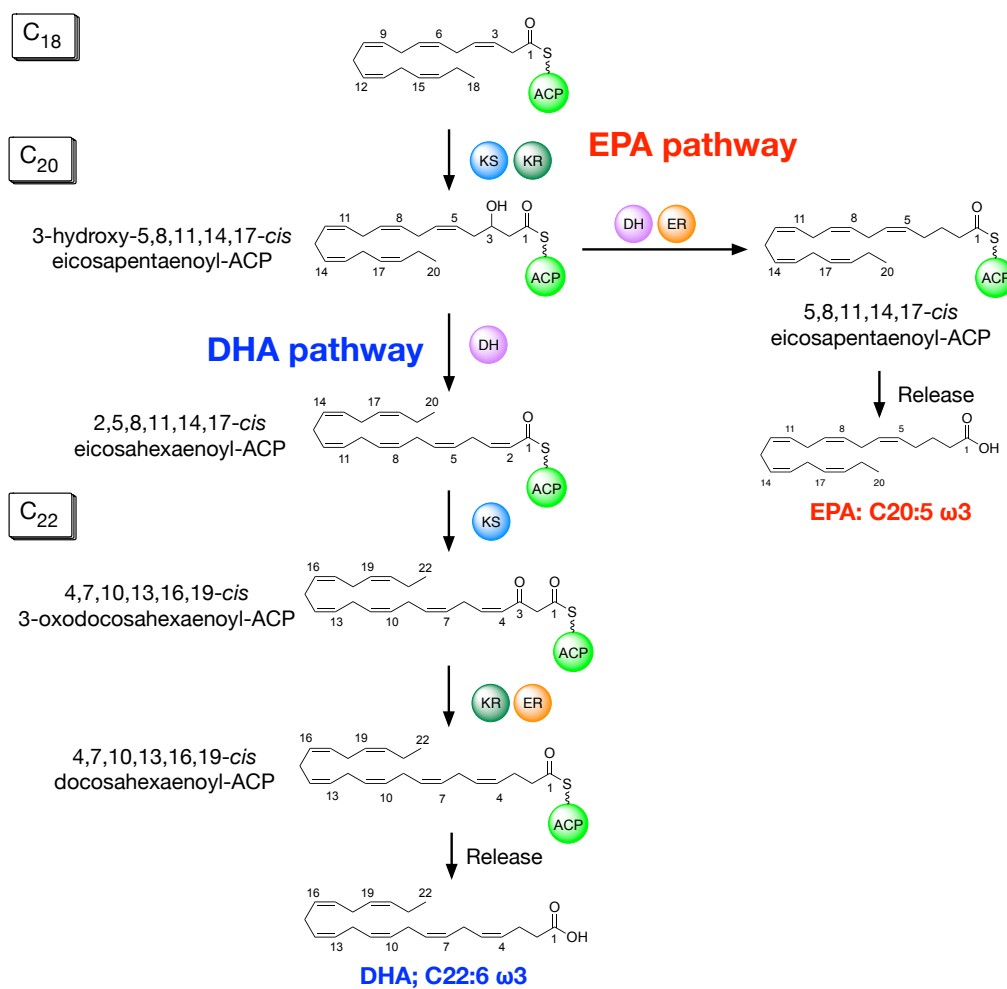 C18
9 6 3 O
1 S
12 15 18
ACP
C20
KS KR
EPA pathway
3-hydroxy-5,8,11,14,17-cis
eicosapentaenoyl-ACP
11 8 5 OH O
3 1 S
14 17 20
ACP
DH ER
11 8 5 O
1 S
14 17 20
ACP
5,8,11,14,17-cis
eicosapentaenoyl-ACP
DHA pathway
DH
Release
2,5,8,11,14,17-cis
eicosahexaenoyl-ACP
14 17 20
O
11 8 5 2 1 S
ACP
11 8 5 O
1 OH
14 17 20
EPA: C20:5 ω3
C22
KS
4,7,10,13,16,19-cis
3-oxodocosahexaenoyl-ACP
16 19 22
O O
13 10 7 4 3 1 S
ACP
KR ER
4,7,10,13,16,19-cis
docosahexaenoyl-ACP
16 19 22
O
13 10 7 4 1 S
ACP
Release
16 19 22
O
13 10 7 4 1 OH
DHA; C22:6 ω3